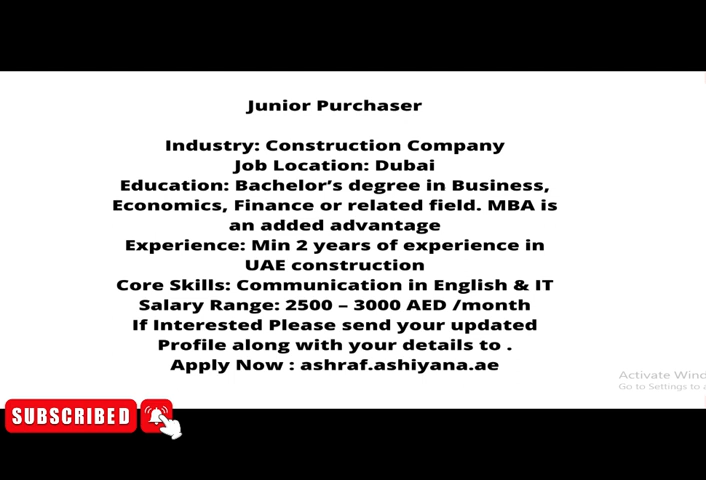 Junior Purchaser
Industry: Construction Company
Job Location: Dubai
Education: Bachelor's degree in Business,
Economics, Finance or related field. MBA is
an added advantage
Experience: Min 2 years of experience in
UAE construction
Core Skills: Communication in English & IT
Salary Range: 2500 – 3000 AED /month
If Interested Please send your updated
Profile along with your details to .
Apply Now : ashraf.ashiyana.ae
Activate Wind
Go to Settings to a
SUBSCRIBED